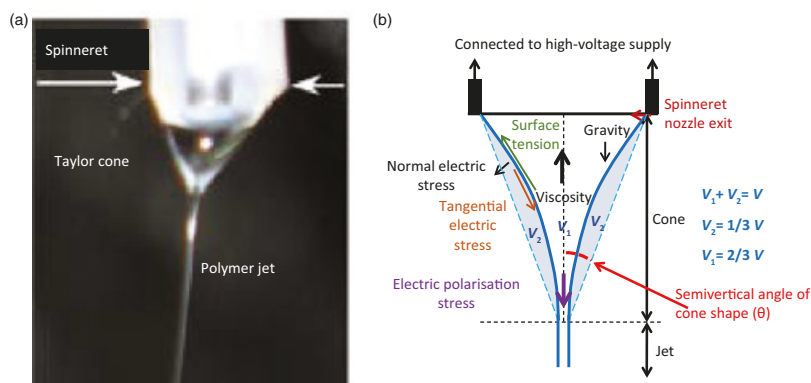 (a)
Spinneret
Taylor cone
Polymer jet
(b)
Connected to high-voltage supply
Spinneret
nozzle exit
Surface
tension
Gravity
Normal electric
stress
Viscosity
Tangential
electric
stress
V₂
V₁
V₂
Cone
V₁ + V₂ = V
V₂ = 1/3 V
V₁ = 2/3 V
Electric polarisation
stress
Semivertical angle of
cone shape (θ)
Jet